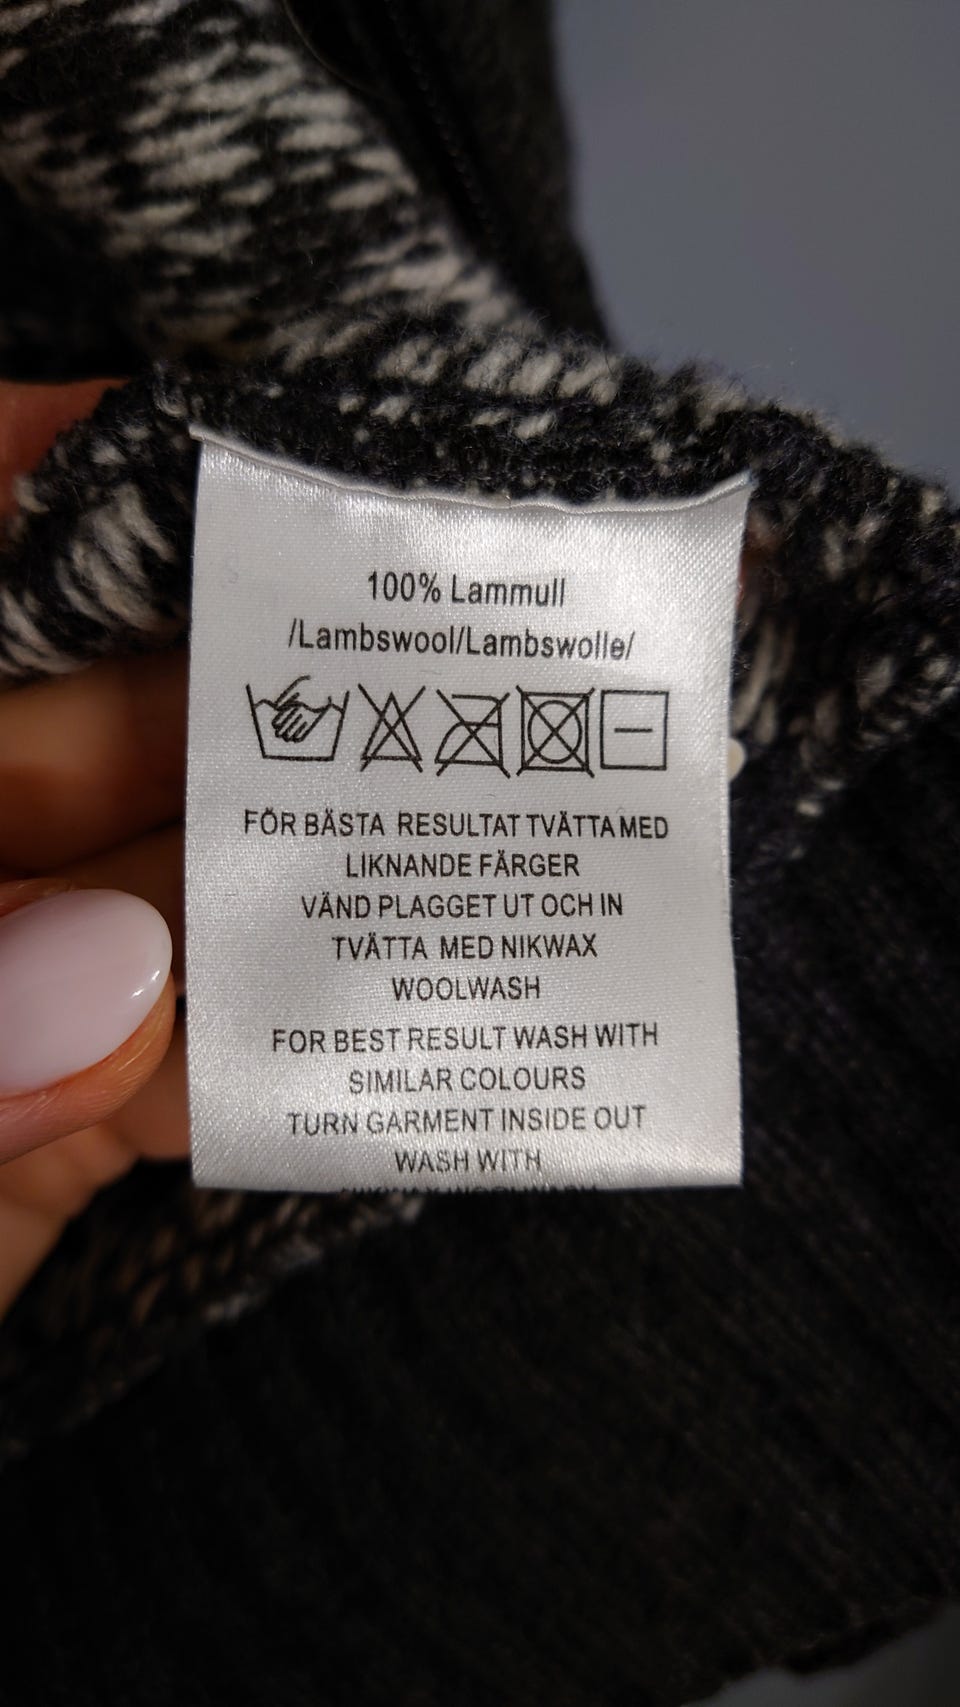 100% Lammull
/Lambswool/Lambswolle/
FÖR BÄSTA RESULTAT TVÄTTA MED
LIKNANDE FÄRGER
VÄND PLAGGET UT OCH IN
TVÄTTA MED NIKWAX
WOOLWASH
FOR BEST RESULT WASH WITH
SIMILAR COLOURS
TURN GARMENT INSIDE OUT
WASH WITH